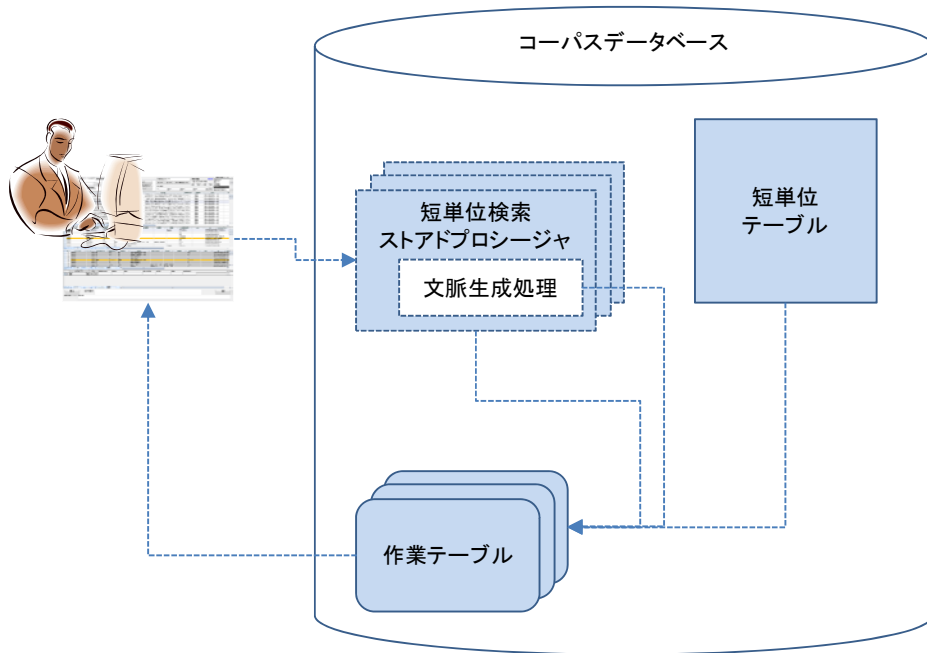 コーパスデータベース
短単位検索
ストアドプロシージャ
文脈生成処理
短単位
テーブル
作業テーブル